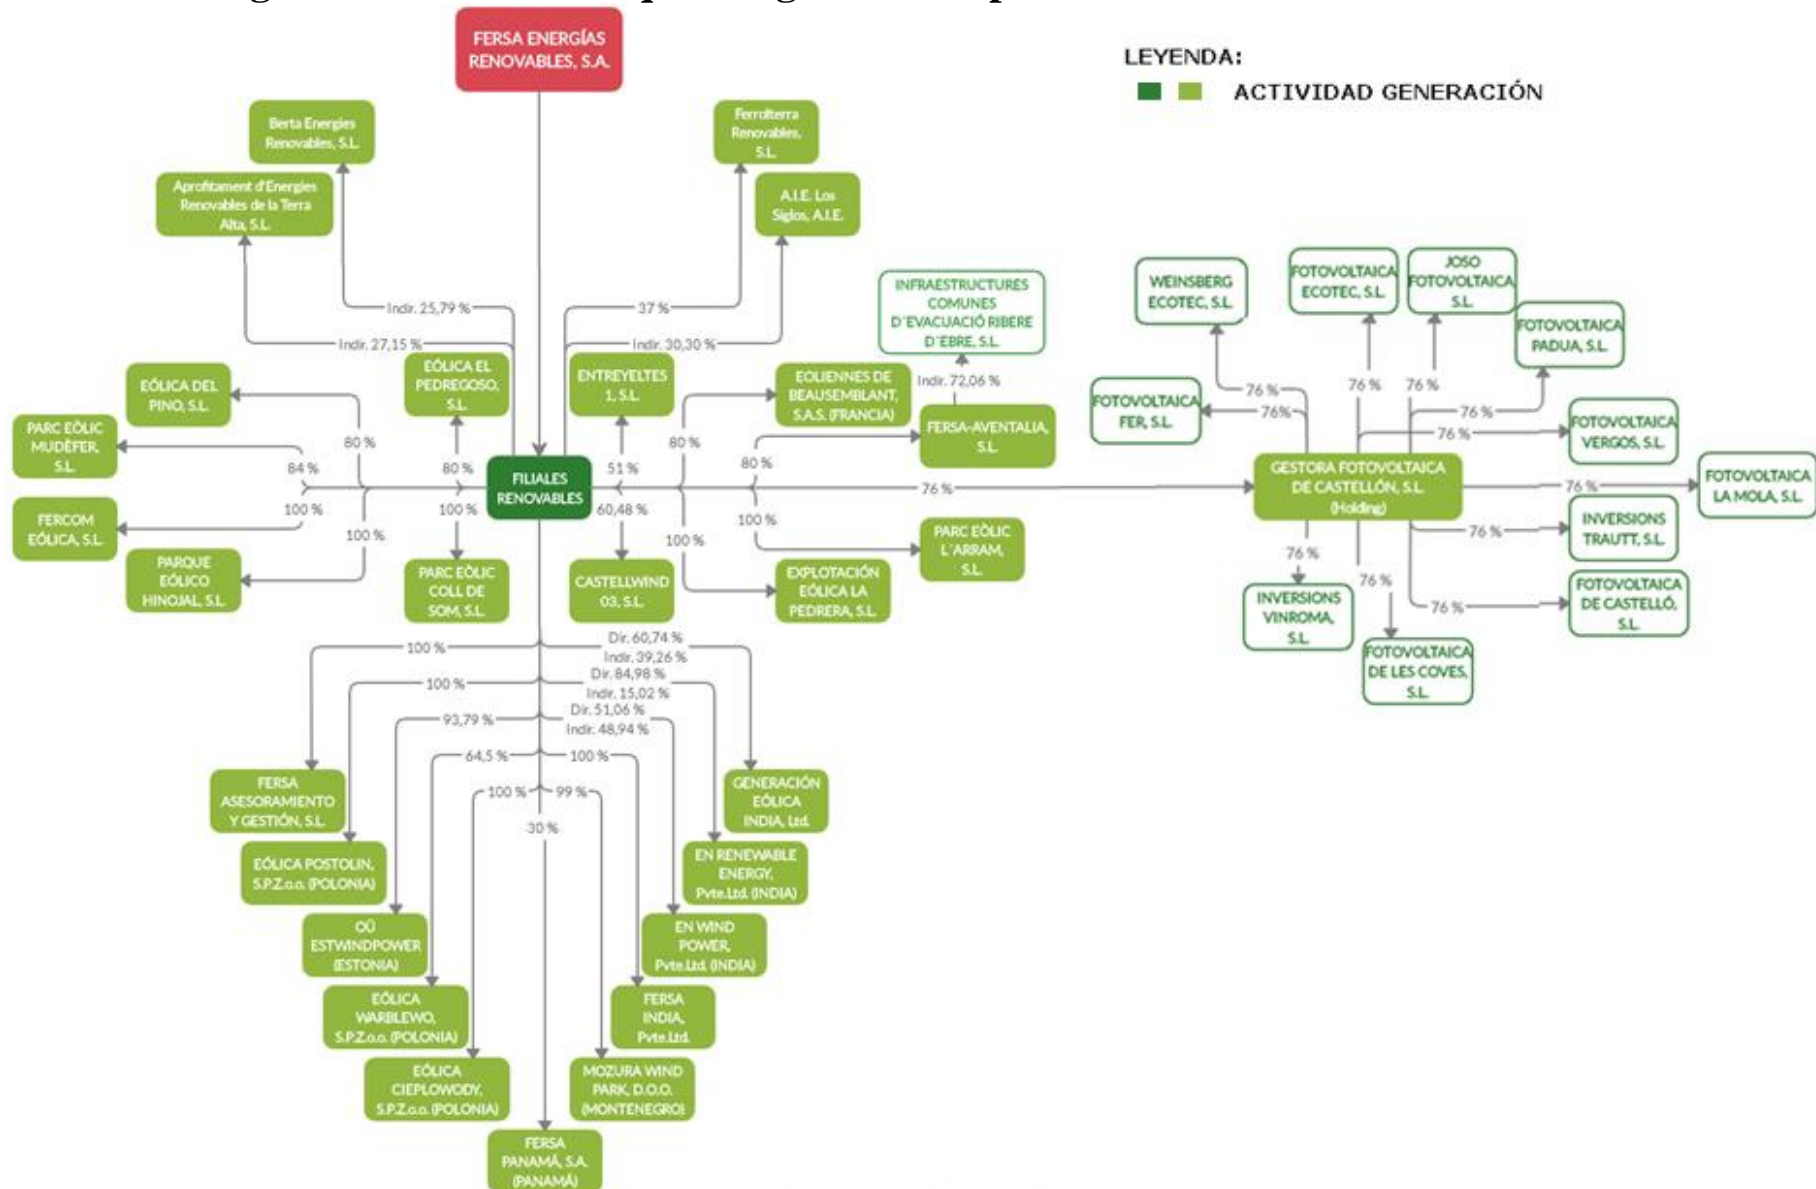 FERSA ENERGÍAS
RENOVABLES, S.A.
LEYENDA:
ACTIVIDAD GENERACIÓN
Berta Energies
Renovables, S.L.
Ferrolterra
Renovables,
S.L.
Aprofitament d'Energies
Renovables de la Terra
Alta, S.L.
A.I.E. Los
Siglos, A.I.E.
Indir. 25,79 %
37 %
Indir. 27,15 %
Indir. 30,30 %
INFRAESTRUCTURES
COMUNES
D´EVACUACIÓ RIBERE
D´EBRE, S.L.
Indir. 72,06 %
EÓLICA DEL
PINO, S.L.
EÓLICA EL
PEDREGOSO,
S.L.
ENTREYELTES
1, S.L.
EOLIENNES DE
BEAUSEMBLANT,
S.A.S. (FRANCIA)
FERSA-AVENTALIA,
S.L.
PARC EÒLIC
MUDÈFER,
S.L.
80 %
84 %
80 %
51 %
80 %
80 %
FILIALES
RENOVABLES
76 %
100 %
100 %
100 %
60,48 %
100 %
100 %
FERCOM
EÓLICA, S.L.
PARQUE
EÓLICO
HINOJAL, S.L.
PARC EÒLIC
COLL DE
SOM, S.L.
CASTELLWIND
03, S.L.
EXPLOTACIÓN
EÓLICA LA
PEDRERA, S.L.
PARC EÒLIC
L´ARRAM,
S.L.
WEINSBERG
ECOTEC, S.L.
FOTOVOLTAICA
ECOTEC, S.L.
JOSO
FOTOVOLTAICA
S.L.
FOTOVOLTAICA
PADUA, S.L.
FOTOVOLTAICA
FER, S.L.
76 %
76%
76 %
76 %
76 %
76 %
FOTOVOLTAICA
VERGOS, S.L.
GESTORA FOTOVOLTAICA
DE CASTELLÓN, S.L.
(Holding)
76 %
FOTOVOLTAICA
LA MOLA, S.L.
76 %
INVERSIONS
TRAUTT, S.L.
76 %
76 %
76 %
INVERSIONS
VINROMA,
S.L.
FOTOVOLTAICA
DE LES COVES,
S.L.
FOTOVOLTAICA
DE CASTELLÓ,
S.L.
100 %
Dir. 60,74 %
Indir. 39,26 %
100 %
Dir. 84,98 %
Indir. 15,02 %
93,79 %
Dir. 51,06 %
Indir. 48,94 %
64,5 %
100 %
100 %
99 %
30 %
FERSA
ASESORAMIENTO
Y GESTIÓN, S.L.
GENERACIÓN
EÓLICA
INDIA, Ltd.
EÓLICA POSTOLIN,
S.P.Z.o.o. (POLONIA)
EN RENEWABLE
ENERGY,
Pvte.Ltd. (INDIA)
OÜ
ESTWINDPOWER
(ESTONIA)
EN WIND
POWER,
Pvte.Ltd. (INDIA)
EÓLICA
WARBLEWO,
S.P.Z.o.o. (POLONIA)
FERSA
INDIA,
Pvte.Ltd.
EÓLICA
CIEPLOWODY,
S.P.Z.o.o. (POLONIA)
MOZURA WIND
PARK, D.O.O.
(MONTENEGRO)
FERSA
PANAMÁ, S.A.
(PANAMÁ)